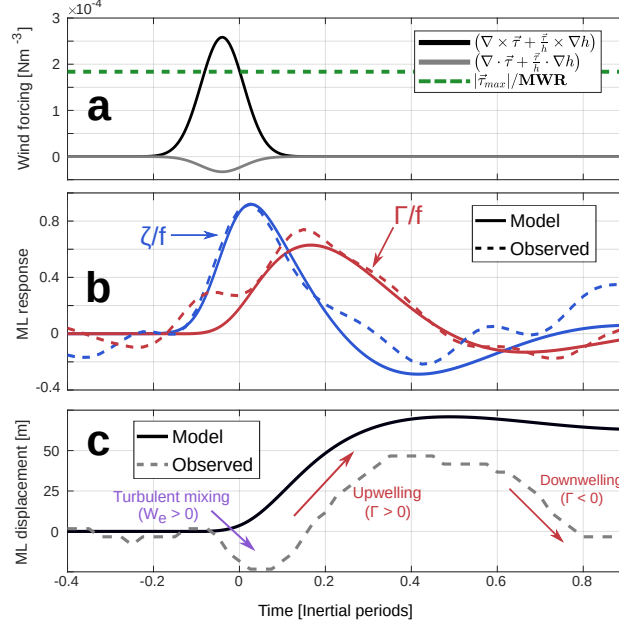 ×10⁻⁴
3
2
1
0
Wind forcing [Nm⁻³]
a
(∇ × τ⃗ + τ⃗/h × ∇h)
(∇ · τ⃗ + τ⃗/h · ∇h)
|τ⃗max|/MWR
0.8
0.4
0
-0.4
ML response
b
ζ/f
Γ/f
Model
Observed
50
25
0
ML displacement [m]
c
Model
Observed
Turbulent mixing
(We > 0)
Upwelling
(Γ > 0)
Downwelling
(Γ < 0)
-0.4 -0.2 0 0.2 0.4 0.6 0.8
Time [Inertial periods]